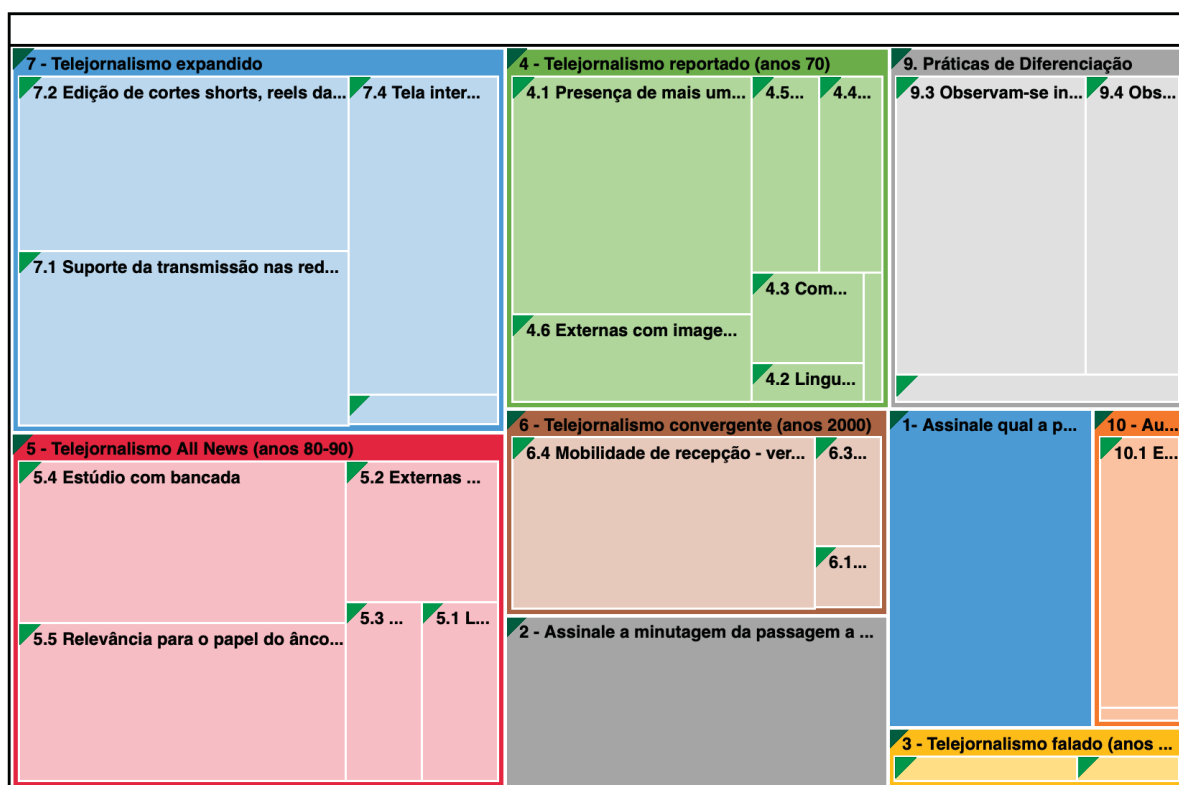 7 - Telejornalismo expandido
7.2 Edição de cortes shorts, reels da...
7.4 Tela inter...
7.1 Suporte da transmissão nas red...
5 - Telejornalismo All News (anos 80-90)
5.4 Estúdio com bancada
5.2 Externas ...
5.5 Relevância para o papel do ânco...
5.3 ...
5.1 L...
4 - Telejornalismo reportado (anos 70)
4.1 Presença de mais um...
4.5...
4.4...
4.3 Com...
4.6 Externas com image...
4.2 Lingu...
6 - Telejornalismo convergente (anos 2000)
6.4 Mobilidade de recepção - ver...
6.3...
6.1...
2 - Assinale a minutagem da passagem a ...
9. Práticas de Diferenciação
9.3 Observam-se in...
9.4 Obs...
1- Assinale qual a p...
10 - Au...
10.1 E...
3 - Telejornalismo falado (anos ...